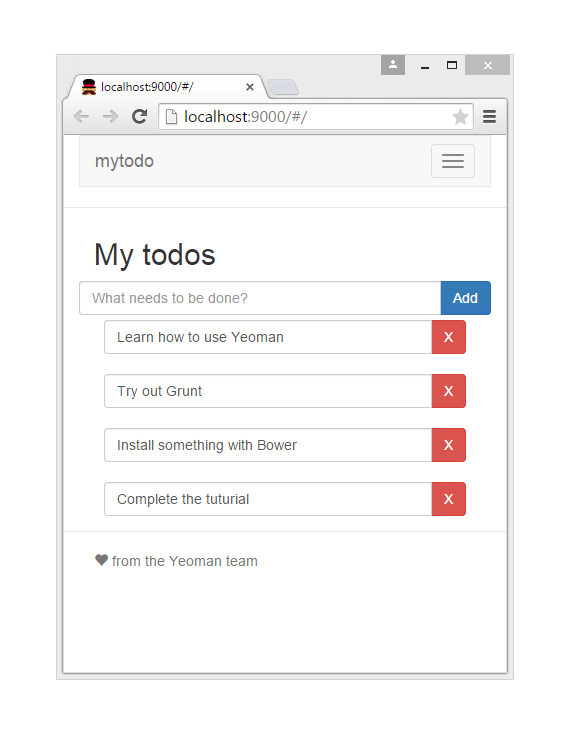 localhost:9000/#/
localhost:9000/#/
mytodo
My todos
What needs to be done? Add
Learn how to use Yeoman X
Try out Grunt X
Install something with Bower X
Complete the tuturial X
from the Yeoman team